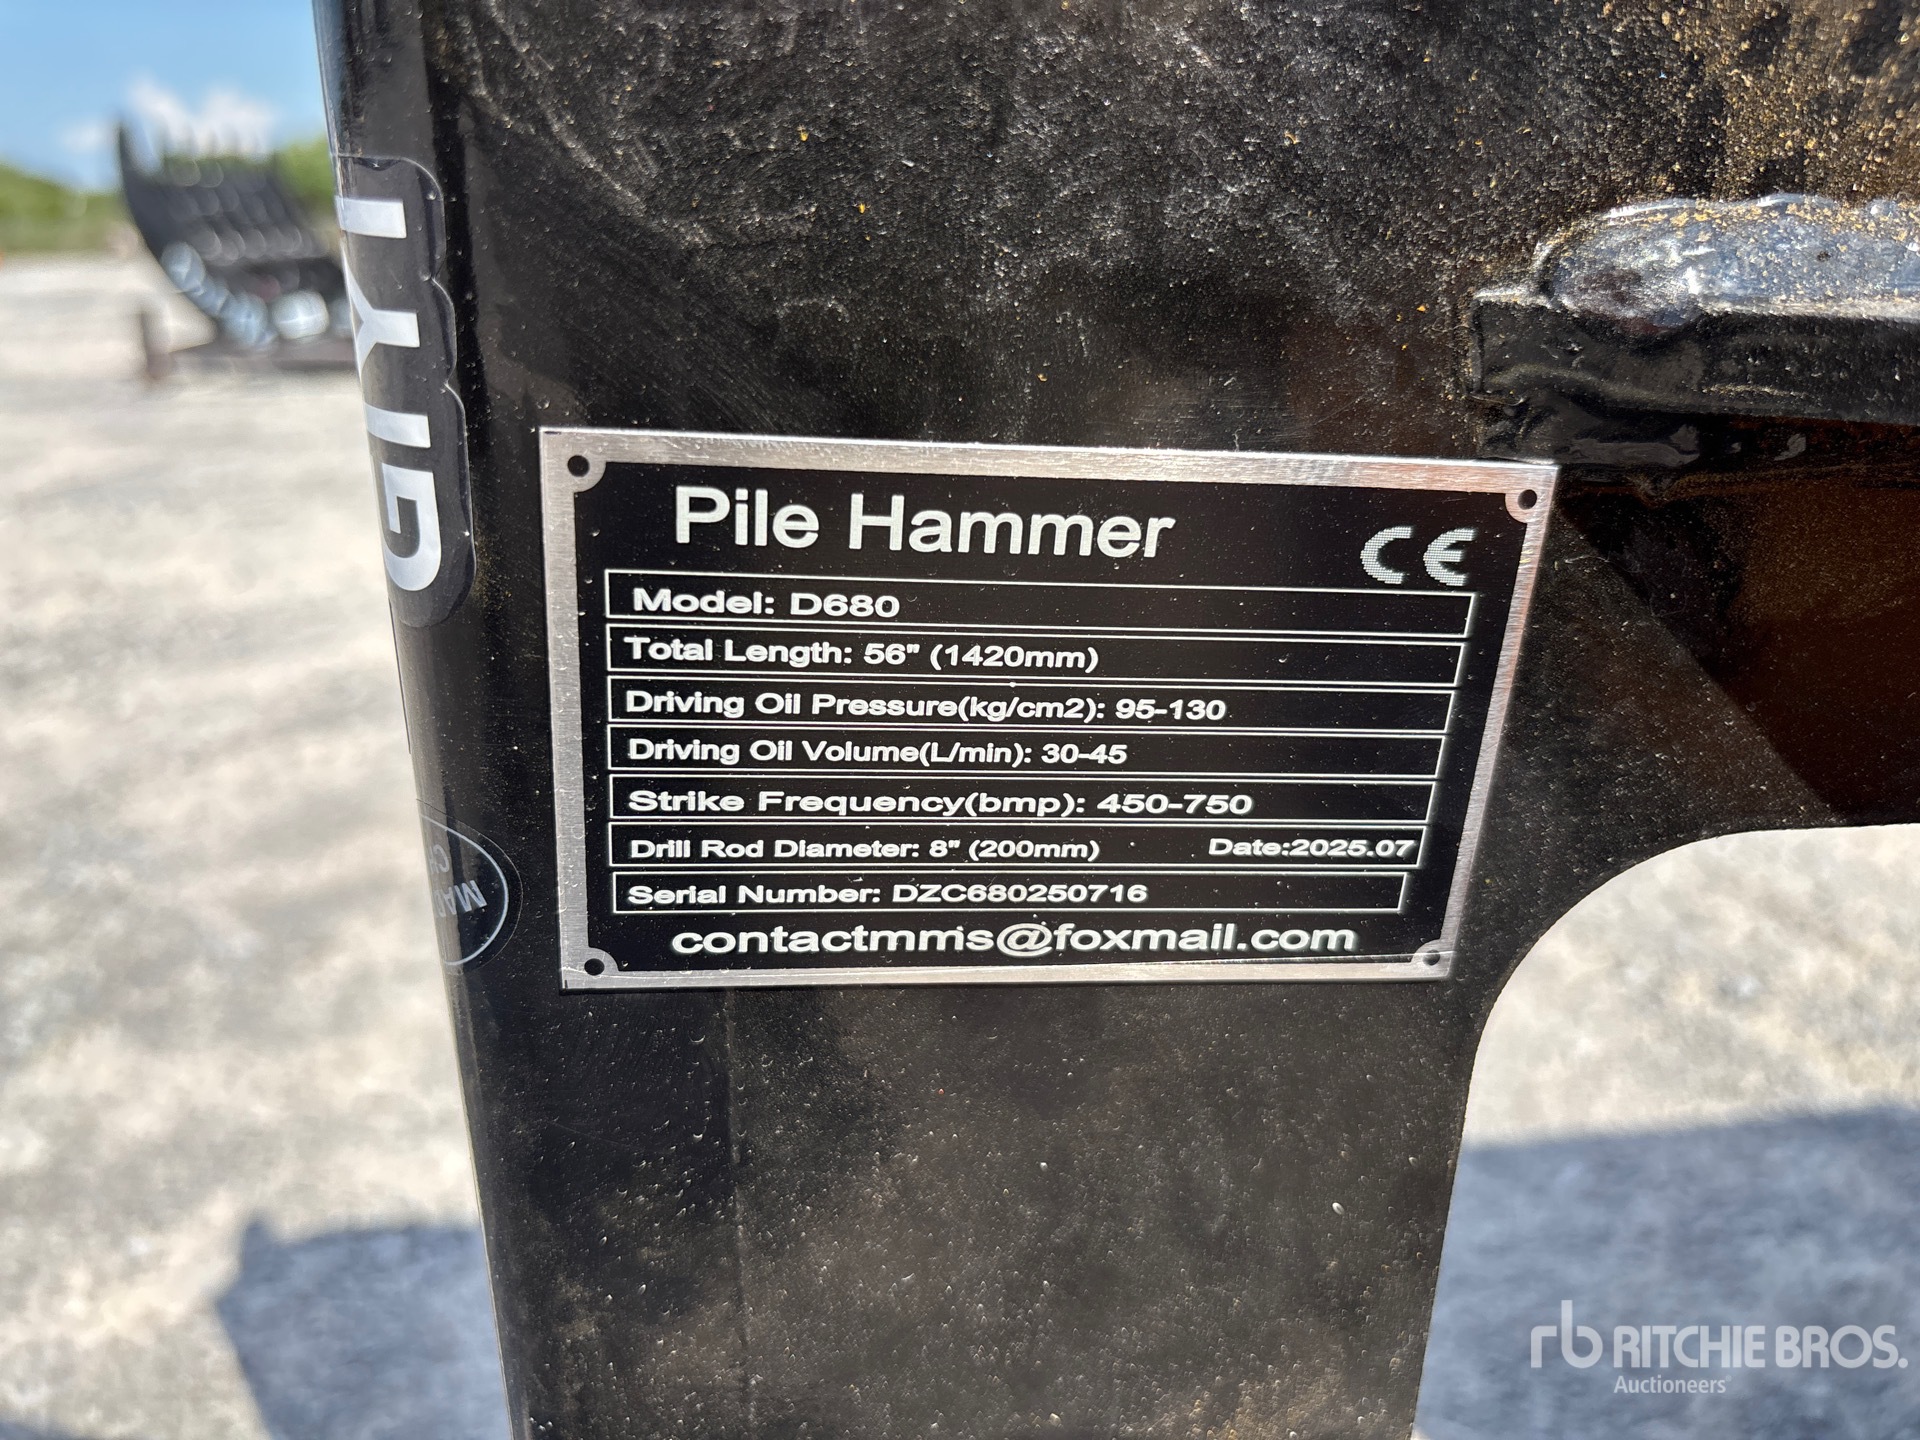 Pile Hammer
CE
Model: D680
Total Length: 56" (1420mm)
Driving Oil Pressure(kg/cm2): 95-130
Driving Oil Volume(L/min): 30-45
Strike Frequency(bmp): 450-750
Drill Rod Diameter: 8" (200mm) Date:2025.07
Serial Number: DZC680250716
contactmms@foxmail.com
rb RITCHIE BROS.
Auctioneers